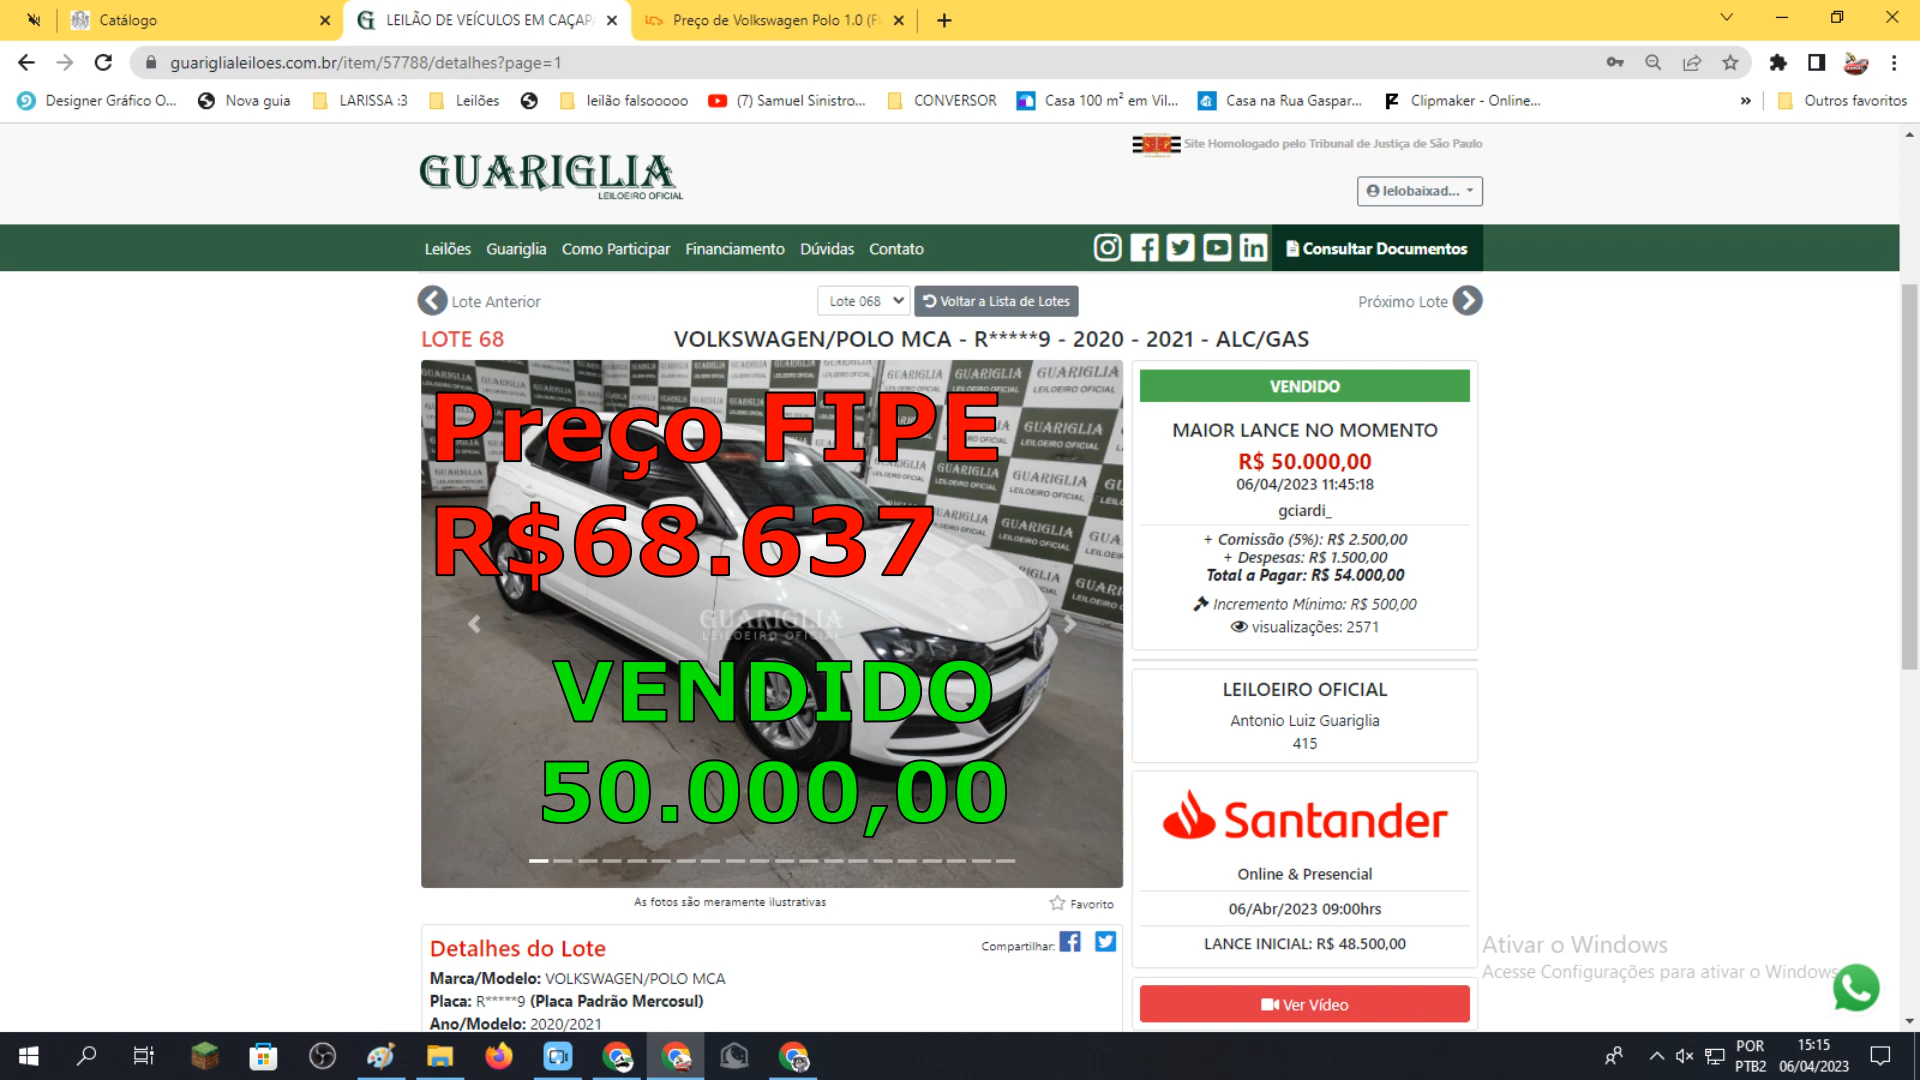 Catálogo
LEILÃO DE VEÍCULOS EM CAÇAPA
Preço de Volkswagen Polo 1.0 (Fl
guariglialeiloes.com.br/item/57788/detalhes?page=1
Designer Gráfico O...
Nova guia
LARISSA :3
Leilões
leilão falsooooo
(7) Samuel Sinistro...
CONVERSOR
Casa 100 m² em Vil...
Casa na Rua Gaspar...
Clipmaker - Online...
»
Outros favoritos
GUARIGLIA
LEILOEIRO OFICIAL
Site Homologado pelo Tribunal de Justiça de São Paulo
lelobaixad...
Leilões
Guariglia
Como Participar
Financiamento
Dúvidas
Contato
Consultar Documentos
Lote Anterior
Lote 068
Voltar a Lista de Lotes
Próximo Lote
LOTE 68
VOLKSWAGEN/POLO MCA - R*****9 - 2020 - 2021 - ALC/GAS
Preço FIPE
R$68.637
GUARIGLIA
LEILOEIRO OFICIAL
VENDIDO
50.000,00
VENDIDO
MAIOR LANCE NO MOMENTO
R$ 50.000,00
06/04/2023 11:45:18
gciardi_
+ Comissão (5%): R$ 2.500,00
+ Despesas: R$ 1.500,00
Total a Pagar: R$ 54.000,00
Incremento Mínimo: R$ 500,00
visualizações: 2571
LEILOEIRO OFICIAL
Antonio Luiz Guariglia
415
Santander
Online & Presencial
06/Abr/2023 09:00hrs
LANCE INICIAL: R$ 48.500,00
Ver Vídeo
As fotos são meramente ilustrativas
Favorito
Detalhes do Lote
Compartilhar:
Marca/Modelo: VOLKSWAGEN/POLO MCA
Placa: R*****9 (Placa Padrão Mercosul)
Ano/Modelo: 2020/2021
Ativar o Windows
Acesse Configurações para ativar o Windows
POR
PTB2
15:15
06/04/2023